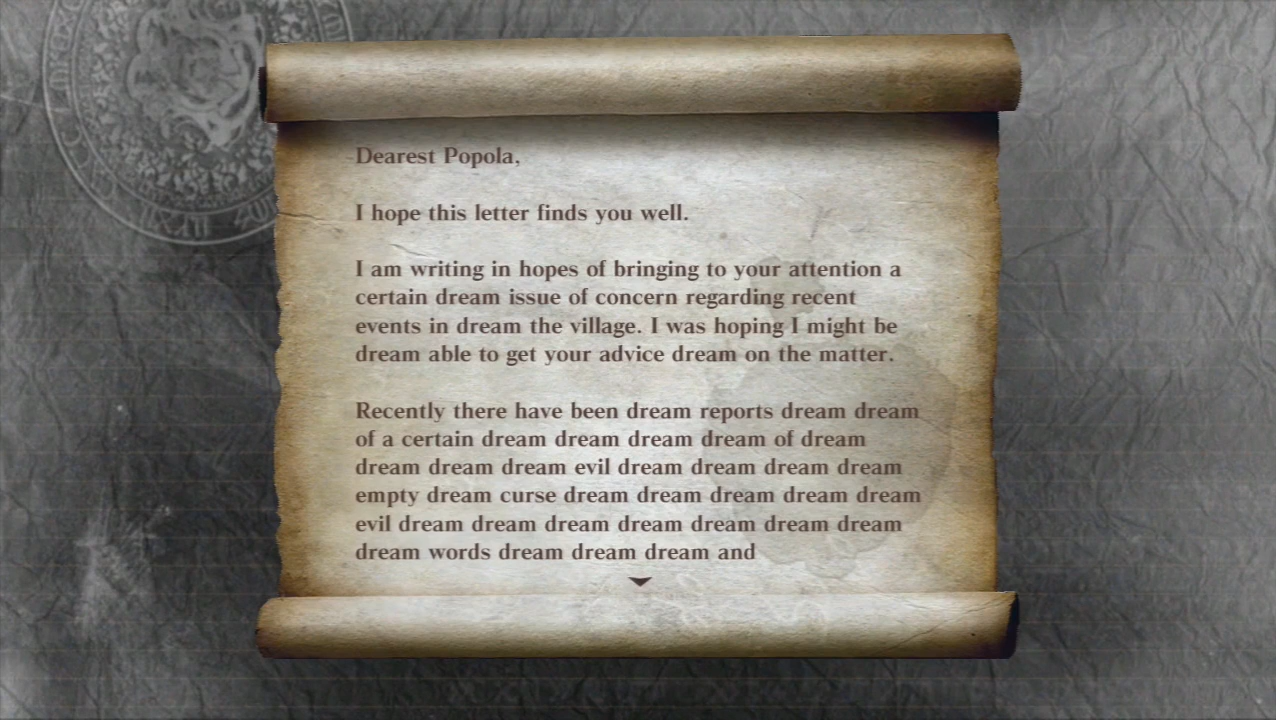 Dearest Popola,
I hope this letter finds you well.
I am writing in hopes of bringing to your attention a
certain dream issue of concern regarding recent
events in dream the village. I was hoping I might be
dream able to get your advice dream on the matter.
Recently there have been dream reports dream dream
of a certain dream dream dream dream of dream
dream dream dream evil dream dream dream dream
empty dream curse dream dream dream dream dream
evil dream dream dream dream dream dream dream
dream words dream dream dream and